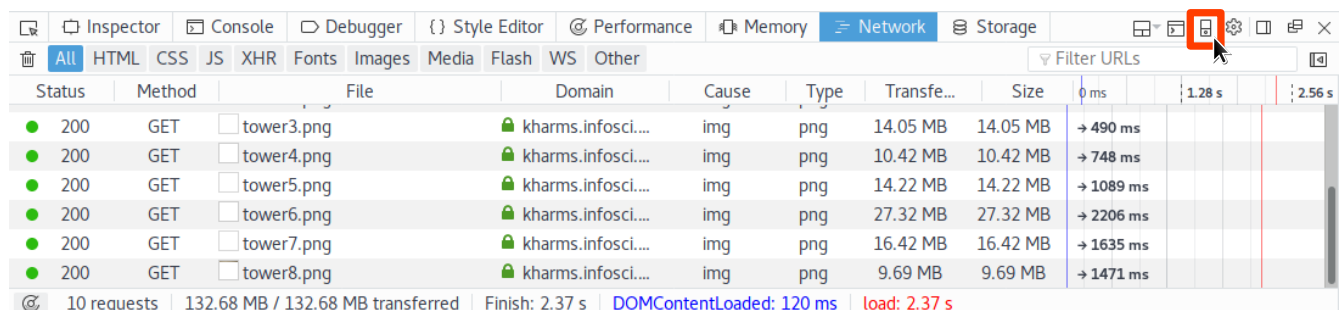 Inspector Console Debugger {} Style Editor Performance Memory Network Storage
All HTML CSS JS XHR Fonts Images Media Flash WS Other Filter URLs
Status Method File Domain Cause Type Transfe... Size 0 ms 1.28 s 2.56 s
200 GET tower3.png kharms.infosci.... img png 14.05 MB 14.05 MB → 490 ms
200 GET tower4.png kharms.infosci.... img png 10.42 MB 10.42 MB → 748 ms
200 GET tower5.png kharms.infosci.... img png 14.22 MB 14.22 MB → 1089 ms
200 GET tower6.png kharms.infosci.... img png 27.32 MB 27.32 MB → 2206 ms
200 GET tower7.png kharms.infosci.... img png 16.42 MB 16.42 MB → 1635 ms
200 GET tower8.png kharms.infosci.... img png 9.69 MB 9.69 MB → 1471 ms
10 requests 132.68 MB / 132.68 MB transferred Finish: 2.37 s DOMContentLoaded: 120 ms load: 2.37 s